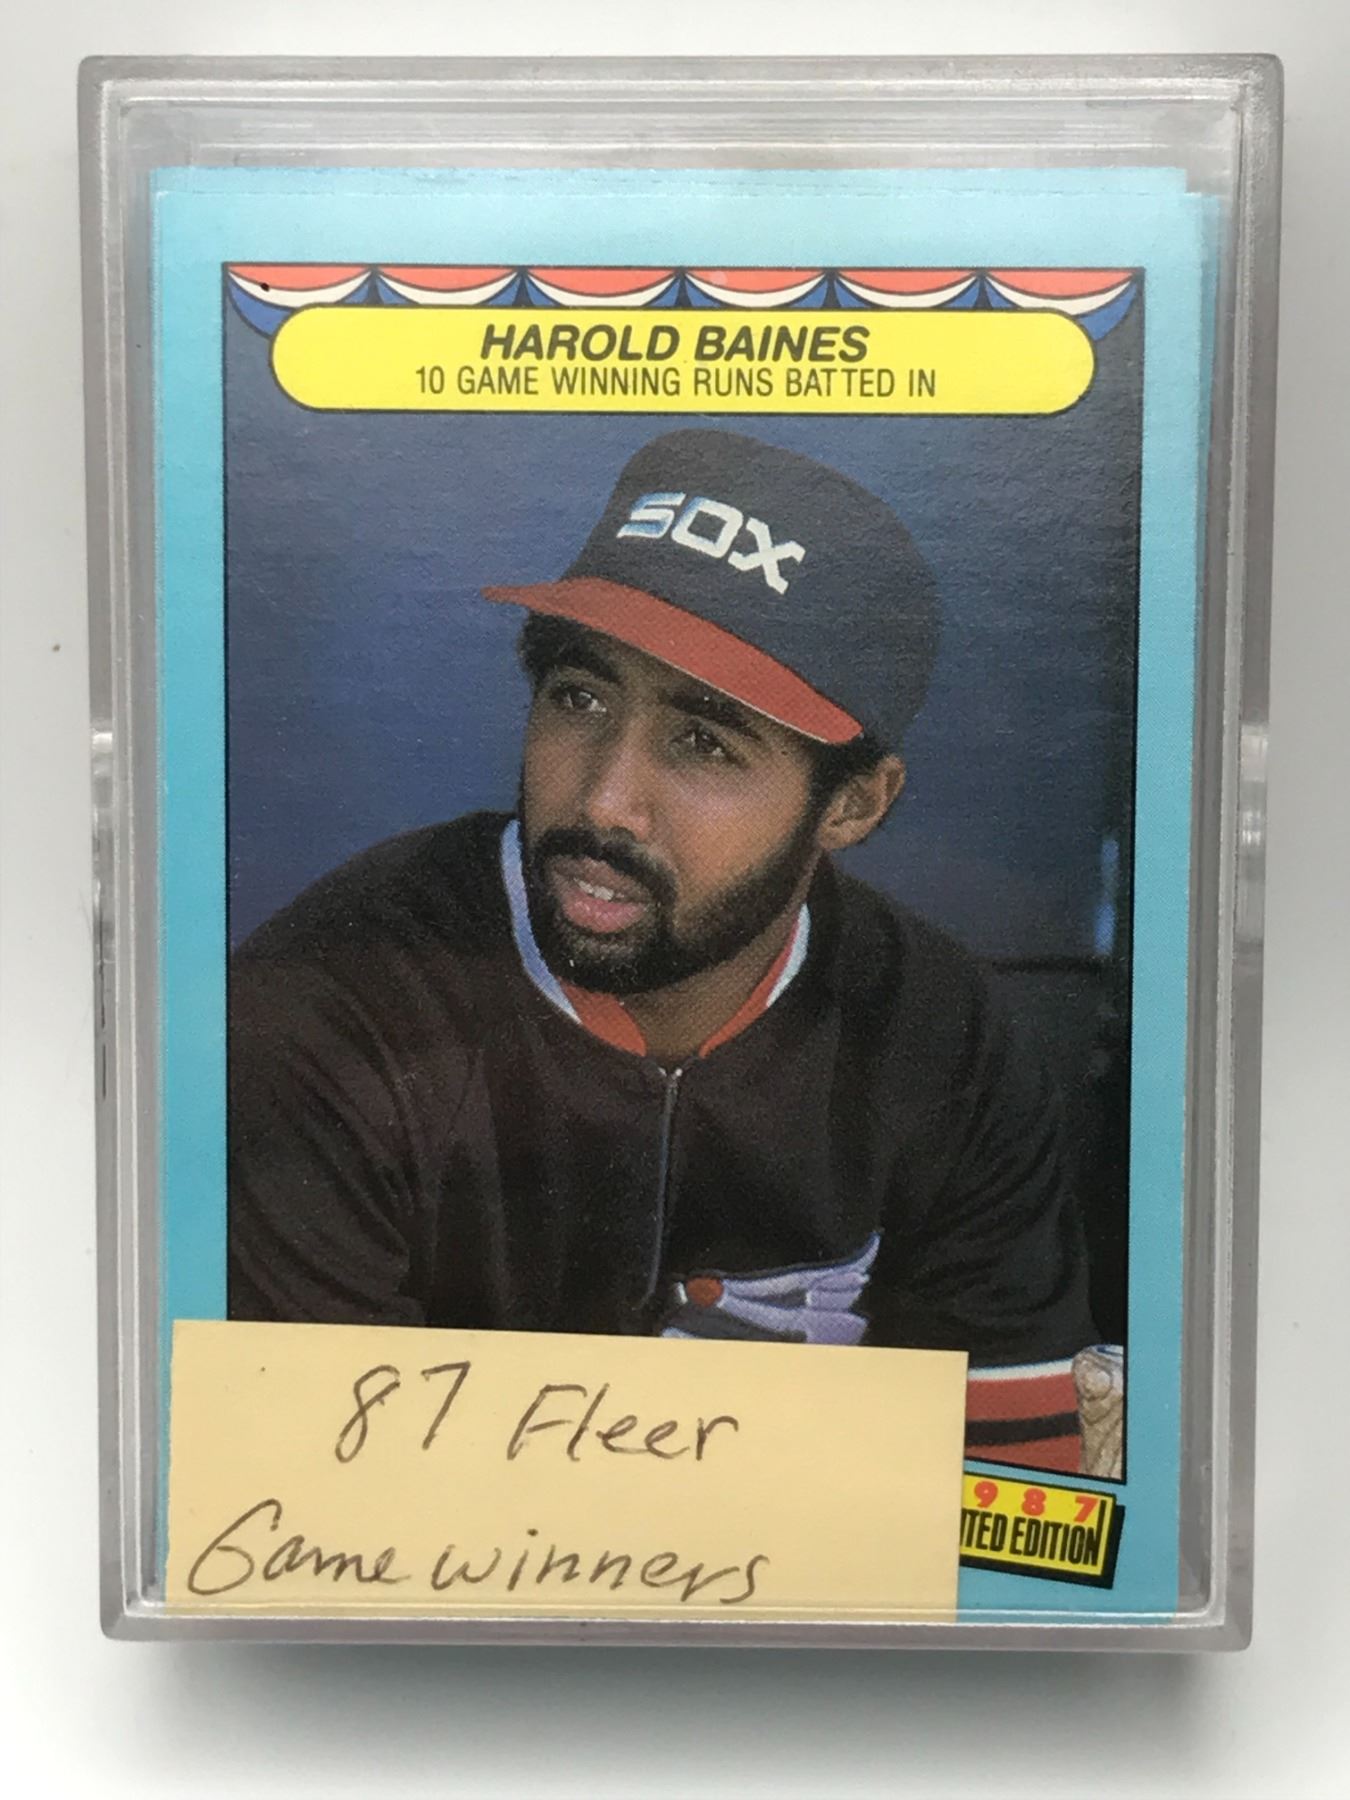 HAROLD BAINES
10 GAME WINNING RUNS BATTED IN
SOX
87 Fleer
Game winners
987
ITED EDITION